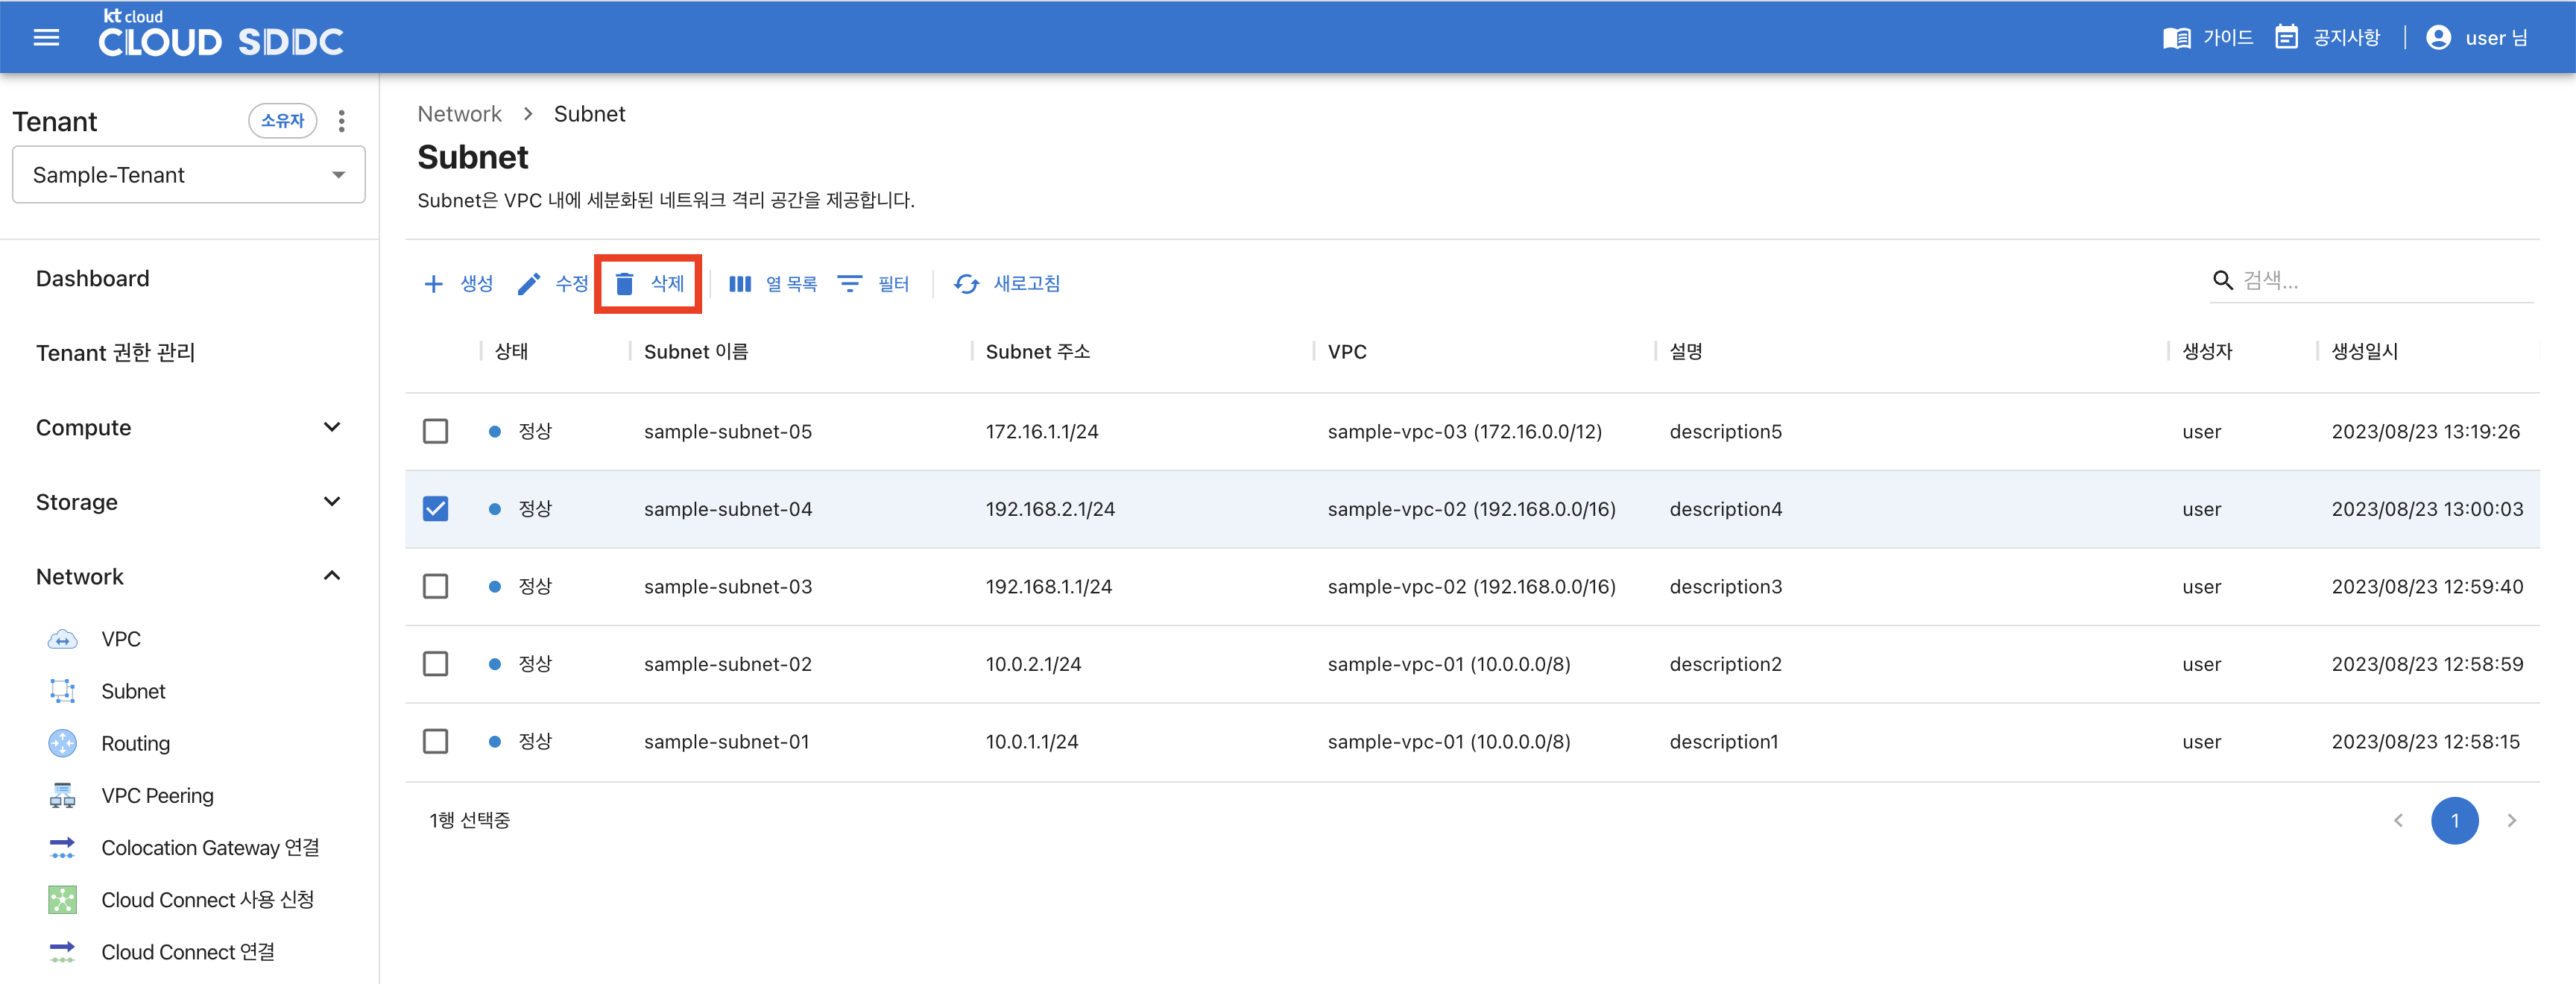 kt cloud
CLOUD SDDC
가이드
공지사항
user 님
Tenant
소유자
Sample-Tenant
Dashboard
Tenant 권한 관리
Compute
Storage
Network
VPC
Subnet
Routing
VPC Peering
Colocation Gateway 연결
Cloud Connect 사용 신청
Cloud Connect 연결
Network > Subnet
Subnet
Subnet은 VPC 내에 세분화된 네트워크 격리 공간을 제공합니다.
생성 수정 삭제 열 목록 필터 새로고침
검색...
상태 Subnet 이름 Subnet 주소 VPC 설명 생성자 생성일시
정상 sample-subnet-05 172.16.1.1/24 sample-vpc-03 (172.16.0.0/12) description5 user 2023/08/23 13:19:26
정상 sample-subnet-04 192.168.2.1/24 sample-vpc-02 (192.168.0.0/16) description4 user 2023/08/23 13:00:03
정상 sample-subnet-03 192.168.1.1/24 sample-vpc-02 (192.168.0.0/16) description3 user 2023/08/23 12:59:40
정상 sample-subnet-02 10.0.2.1/24 sample-vpc-01 (10.0.0.0/8) description2 user 2023/08/23 12:58:59
정상 sample-subnet-01 10.0.1.1/24 sample-vpc-01 (10.0.0.0/8) description1 user 2023/08/23 12:58:15
1행 선택중
1